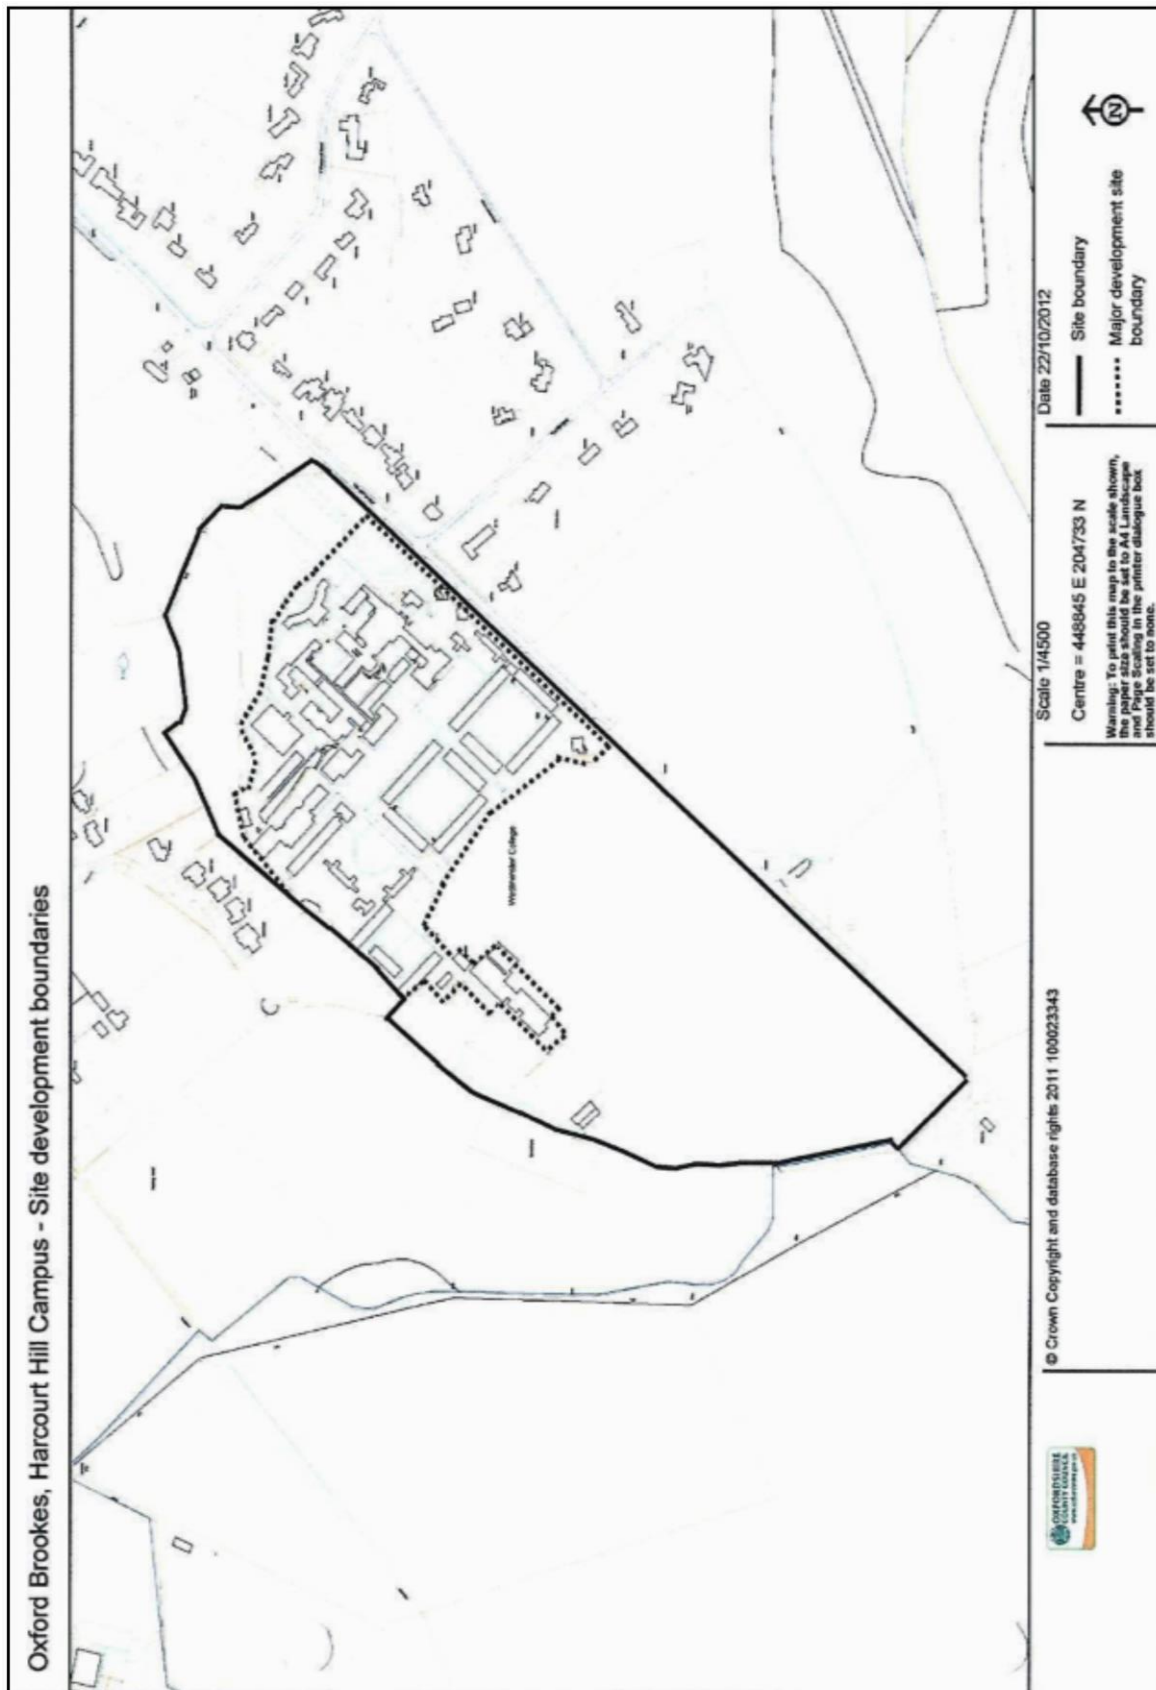 Oxford Brookes, Harcourt Hill Campus - Site development boundaries
Westminster College
© Crown Copyright and database rights 2011 100023343
Scale 1/4500
Centre = 448845 E 204733 N
Warning: To print this map to the scale shown,
the paper size should be set to A4 Landscape
and Page Scaling in the printer dialogue box
should be set to none.
Date 22/10/2012
Site boundary
Major development site
boundary
N
OXFORDSHIRE
COUNTY COUNCIL